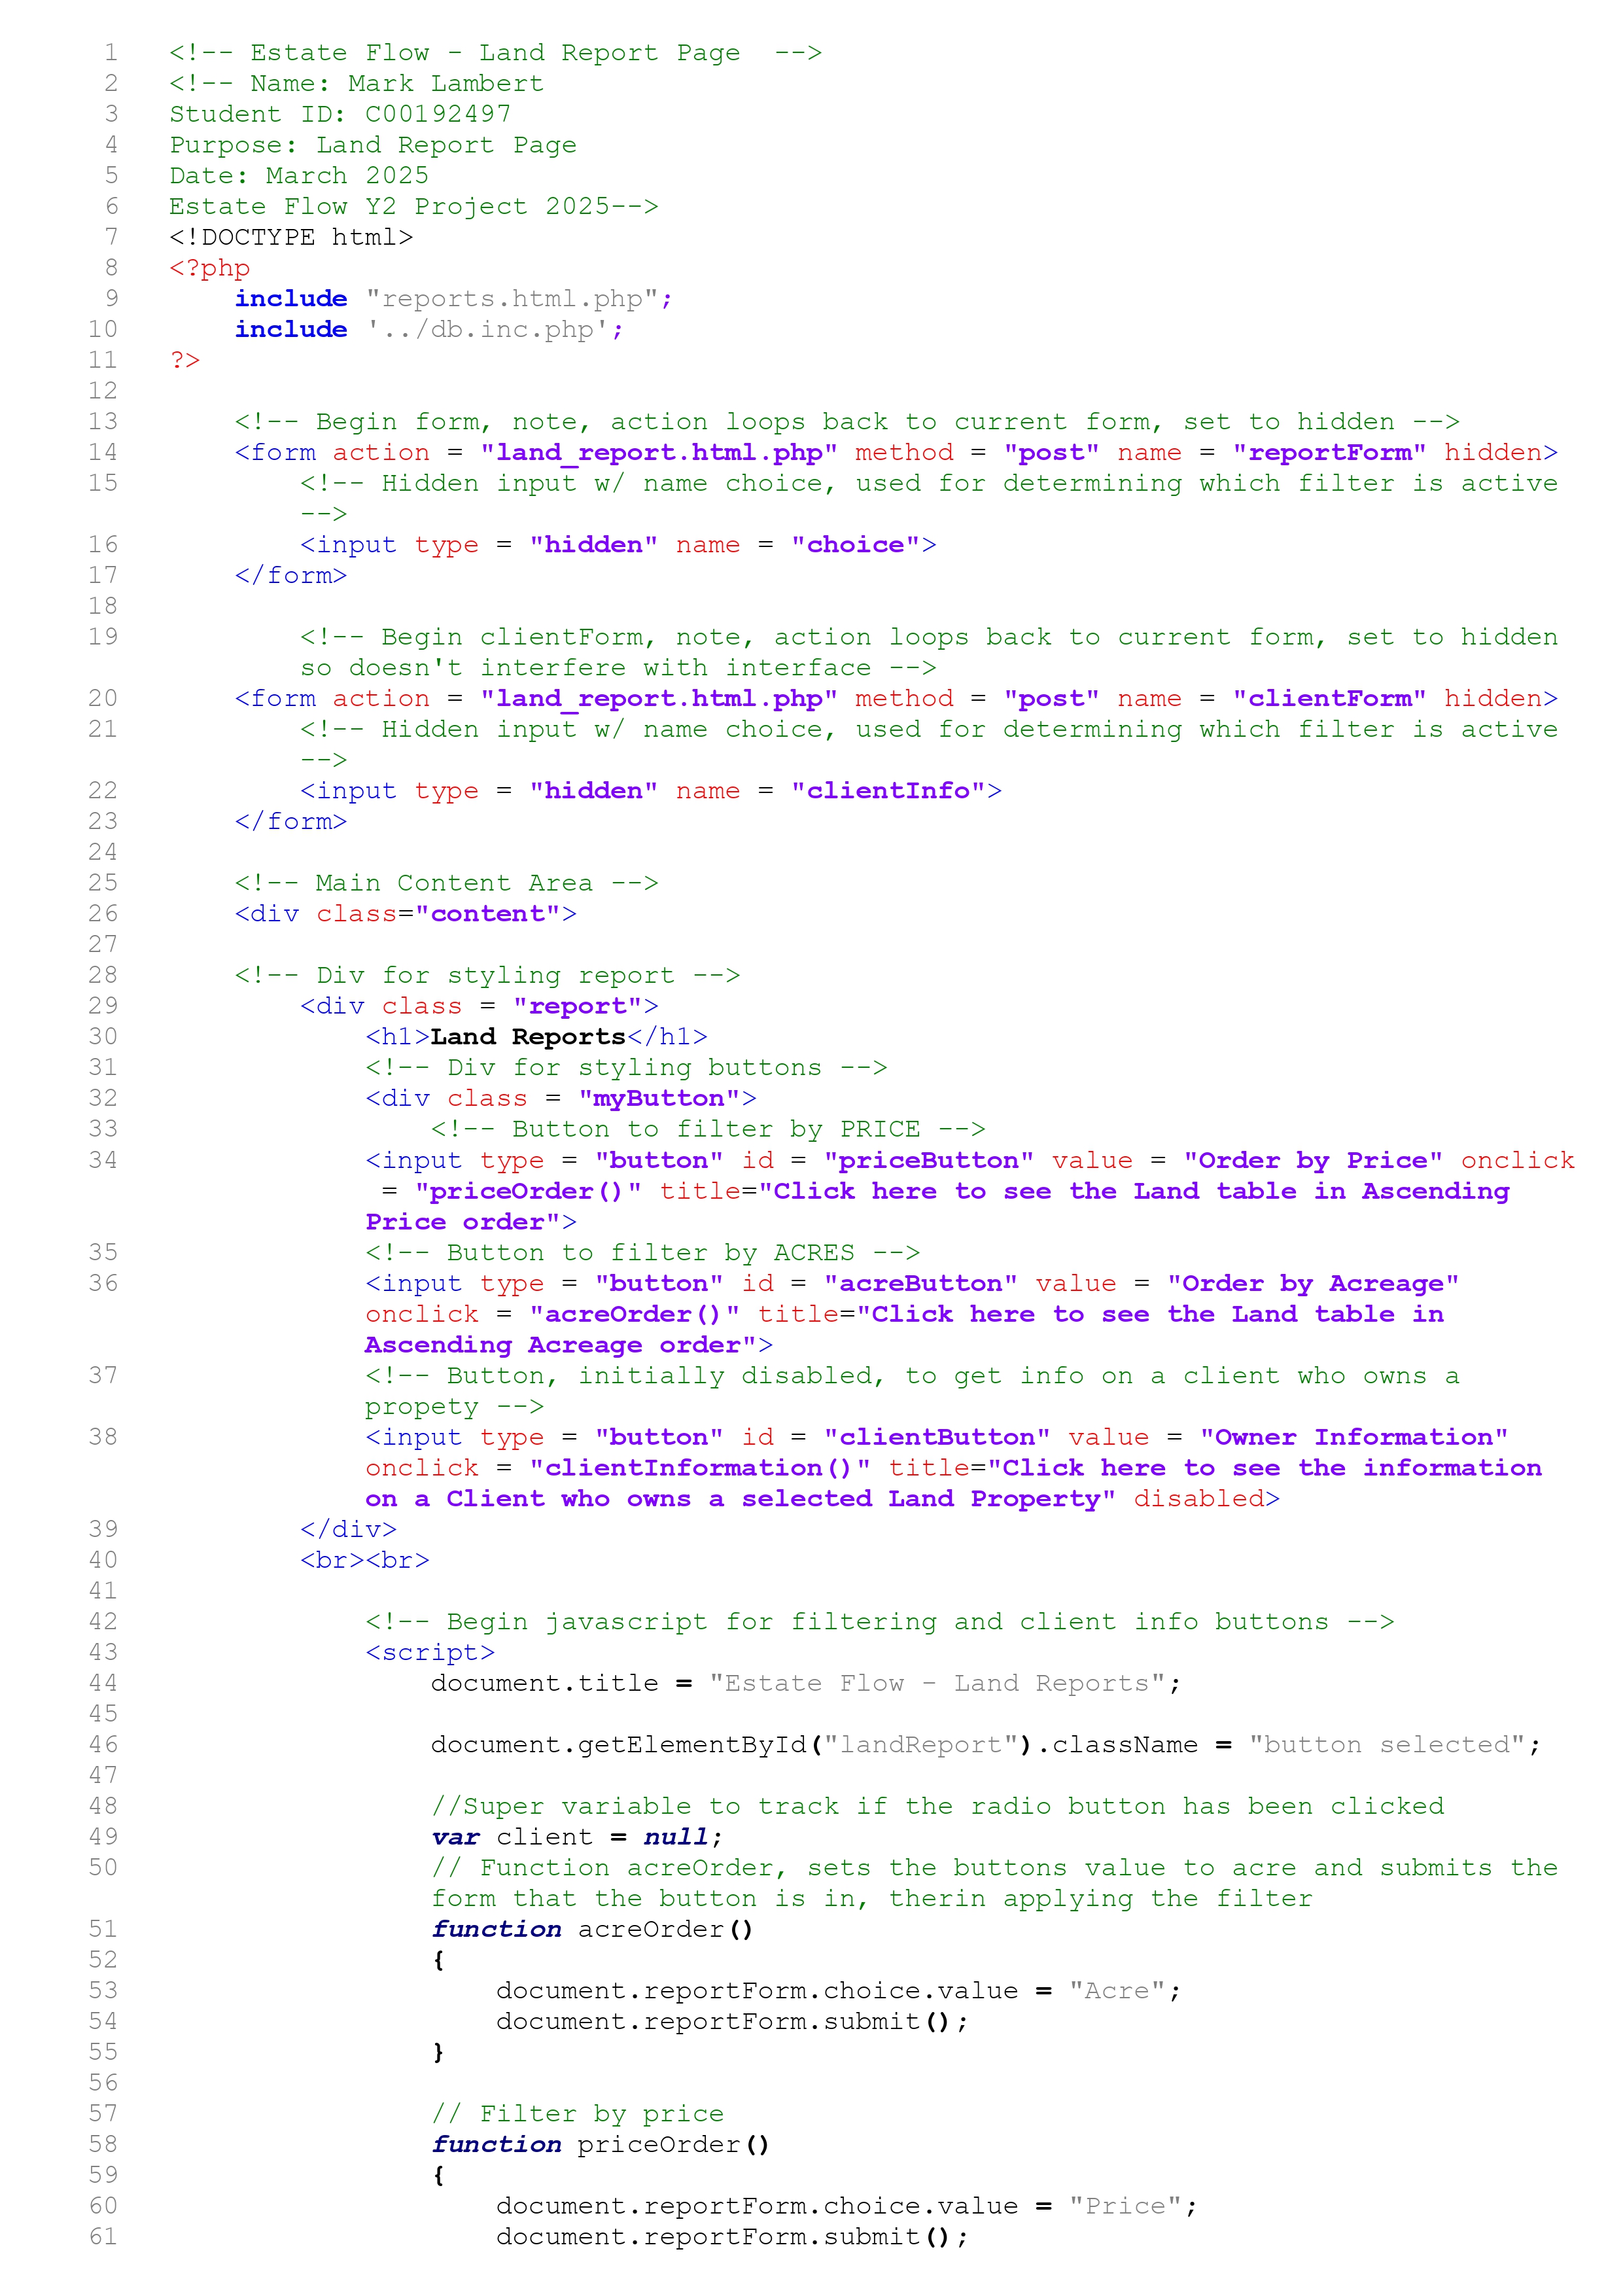 1 <!-- Estate Flow - Land Report Page  -->
2 <!-- Name: Mark Lambert
3 Student ID: C00192497
4 Purpose: Land Report Page
5 Date: March 2025
6 Estate Flow Y2 Project 2025-->
7 <!DOCTYPE html>
8 <?php
9     include "reports.html.php";
10     include '../db.inc.php';
11 ?>
12
13     <!-- Begin form, note, action loops back to current form, set to hidden -->
14     <form action = "land_report.html.php" method = "post" name = "reportForm" hidden>
15         <!-- Hidden input w/ name choice, used for determining which filter is active
        -->
16         <input type = "hidden" name = "choice">
17     </form>
18
19         <!-- Begin clientForm, note, action loops back to current form, set to hidden
        so doesn't interfere with interface -->
20     <form action = "land_report.html.php" method = "post" name = "clientForm" hidden>
21         <!-- Hidden input w/ name choice, used for determining which filter is active
        -->
22         <input type = "hidden" name = "clientInfo">
23     </form>
24
25     <!-- Main Content Area -->
26     <div class="content">
27
28     <!-- Div for styling report -->
29         <div class = "report">
30             <h1>Land Reports</h1>
31             <!-- Div for styling buttons -->
32             <div class = "myButton">
33                 <!-- Button to filter by PRICE -->
34             <input type = "button" id = "priceButton" value = "Order by Price" onclick
             = "priceOrder()" title="Click here to see the Land table in Ascending
            Price order">
35             <!-- Button to filter by ACRES -->
36             <input type = "button" id = "acreButton" value = "Order by Acreage"
            onclick = "acreOrder()" title="Click here to see the Land table in
            Ascending Acreage order">
37             <!-- Button, initially disabled, to get info on a client who owns a
            propety -->
38             <input type = "button" id = "clientButton" value = "Owner Information"
            onclick = "clientInformation()" title="Click here to see the information
            on a Client who owns a selected Land Property" disabled>
39         </div>
40         <br><br>
41
42             <!-- Begin javascript for filtering and client info buttons -->
43             <script>
44                 document.title = "Estate Flow - Land Reports";
45
46                 document.getElementById("landReport").className = "button selected";
47
48                 //Super variable to track if the radio button has been clicked
49                 var client = null;
50                 // Function acreOrder, sets the buttons value to acre and submits the
                form that the button is in, therin applying the filter
51                 function acreOrder()
52                 {
53                     document.reportForm.choice.value = "Acre";
54                     document.reportForm.submit();
55                 }
56
57                 // Filter by price
58                 function priceOrder()
59                 {
60                     document.reportForm.choice.value = "Price";
61                     document.reportForm.submit();